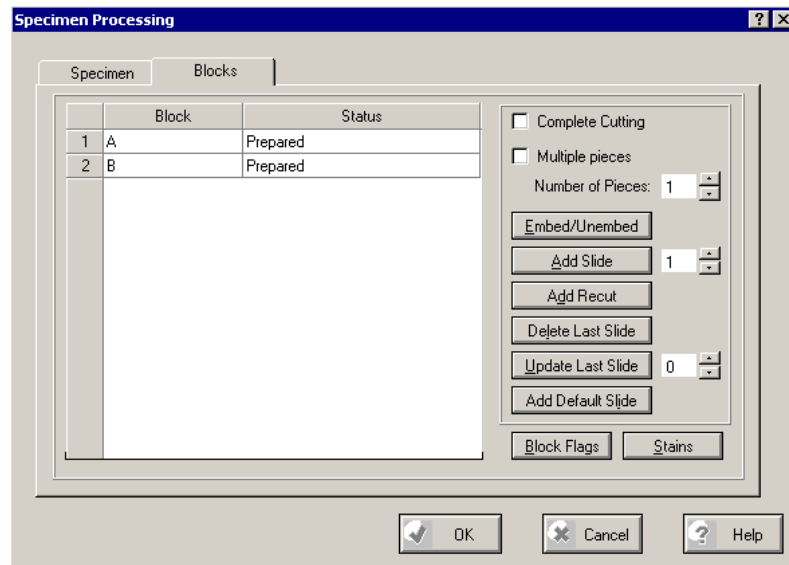 Specimen Processing
Specimen Blocks
Block Status
1 A Prepared
2 B Prepared
Complete Cutting
Multiple pieces
Number of Pieces: 1
Embed/Unembed
Add Slide 1
Add Recut
Delete Last Slide
Update Last Slide 0
Add Default Slide
Block Flags Stains
OK Cancel Help